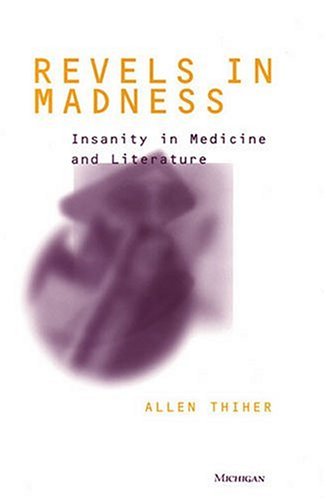 REVELS IN
MADNESS
Insanity in Medicine
and Literature
ALLEN THIHER
MICHIGAN